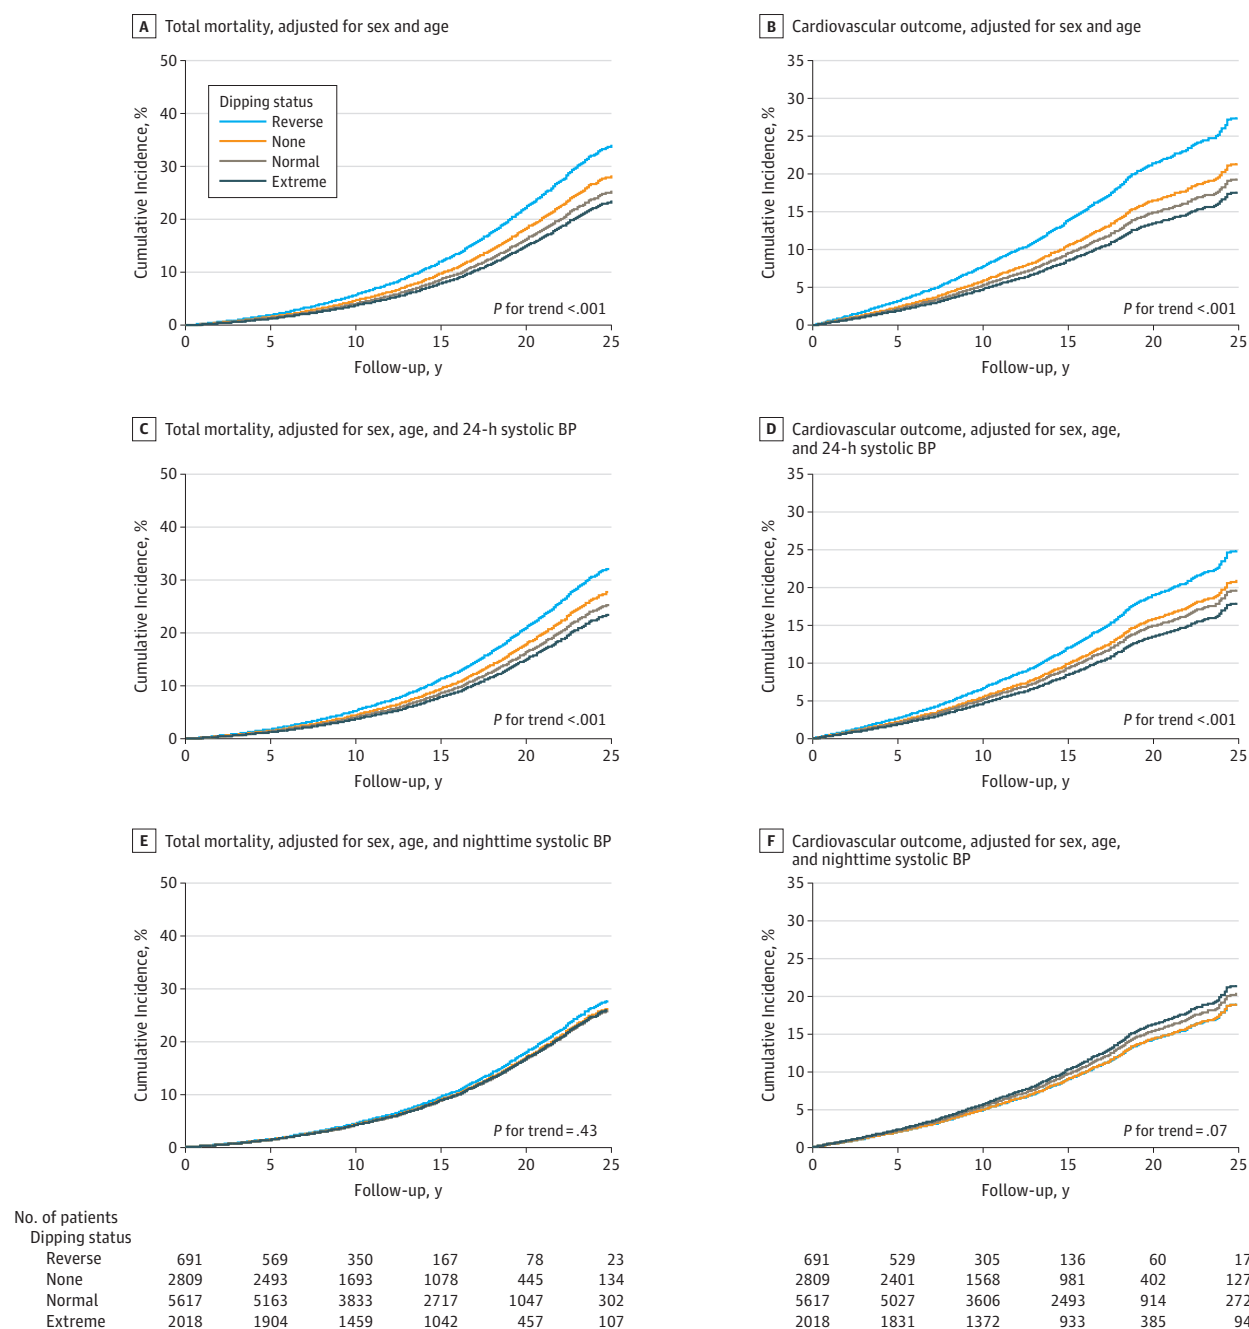 A Total mortality, adjusted for sex and age
50
40
30
20
10
0
Cumulative Incidence, %
Dipping status
Reverse
None
Normal
Extreme
P for trend <.001
0 5 10 15 20 25
Follow-up, y
B Cardiovascular outcome, adjusted for sex and age
35
30
25
20
15
10
5
0
Cumulative Incidence, %
P for trend <.001
0 5 10 15 20 25
Follow-up, y
C Total mortality, adjusted for sex, age, and 24-h systolic BP
50
40
30
20
10
0
Cumulative Incidence, %
P for trend <.001
0 5 10 15 20 25
Follow-up, y
D Cardiovascular outcome, adjusted for sex, age,
and 24-h systolic BP
35
30
25
20
15
10
5
0
Cumulative Incidence, %
P for trend <.001
0 5 10 15 20 25
Follow-up, y
E Total mortality, adjusted for sex, age, and nighttime systolic BP
50
40
30
20
10
0
Cumulative Incidence, %
P for trend = .43
0 5 10 15 20 25
Follow-up, y
F Cardiovascular outcome, adjusted for sex, age,
and nighttime systolic BP
35
30
25
20
15
10
5
0
Cumulative Incidence, %
P for trend = .07
0 5 10 15 20 25
Follow-up, y
No. of patients
Dipping status
Reverse 691 569 350 167 78 23 691 529 305 136 60 17
None 2809 2493 1693 1078 445 134 2809 2401 1568 981 402 127
Normal 5617 5163 3833 2717 1047 302 5617 5027 3606 2493 914 272
Extreme 2018 1904 1459 1042 457 107 2018 1831 1372 933 385 94